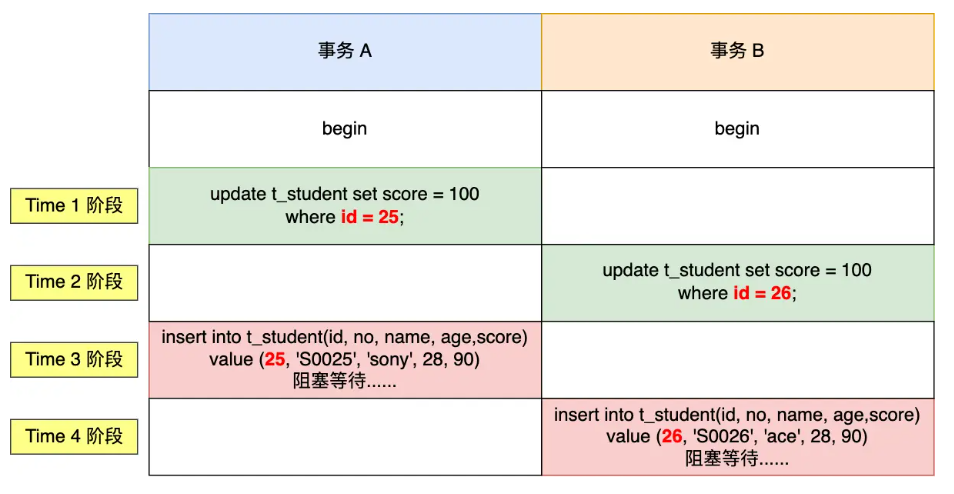 事务 A
事务 B
begin
begin
Time 1 阶段
update t_student set score = 100
where id = 25;
Time 2 阶段
update t_student set score = 100
where id = 26;
Time 3 阶段
insert into t_student(id, no, name, age,score)
value (25, 'S0025', 'sony', 28, 90)
阻塞等待......
Time 4 阶段
insert into t_student(id, no, name, age,score)
value (26, 'S0026', 'ace', 28, 90)
阻塞等待......